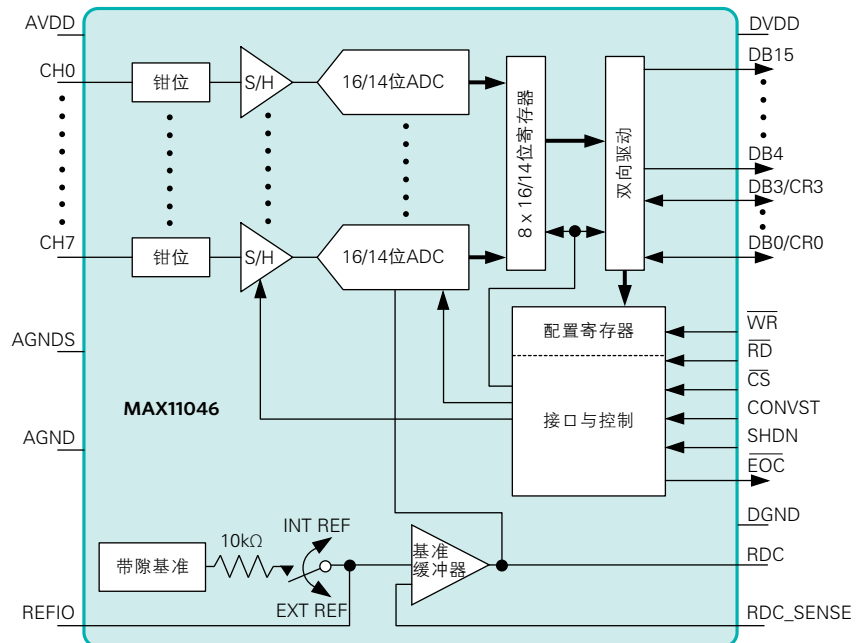 AVDD
DVDD
CH0
钳位
S/H
16/14位ADC
8 x 16/14位寄存器
双向驱动
DB15
DB4
DB3/CR3
CH7
钳位
S/H
16/14位ADC
DB0/CR0
配置寄存器
接口与控制
WR
RD
CS
CONVST
SHDN
EOC
AGNDS
MAX11046
AGND
DGND
带隙基准
10kΩ
INT REF
EXT REF
基准
缓冲器
RDC
REFIO
RDC_SENSE